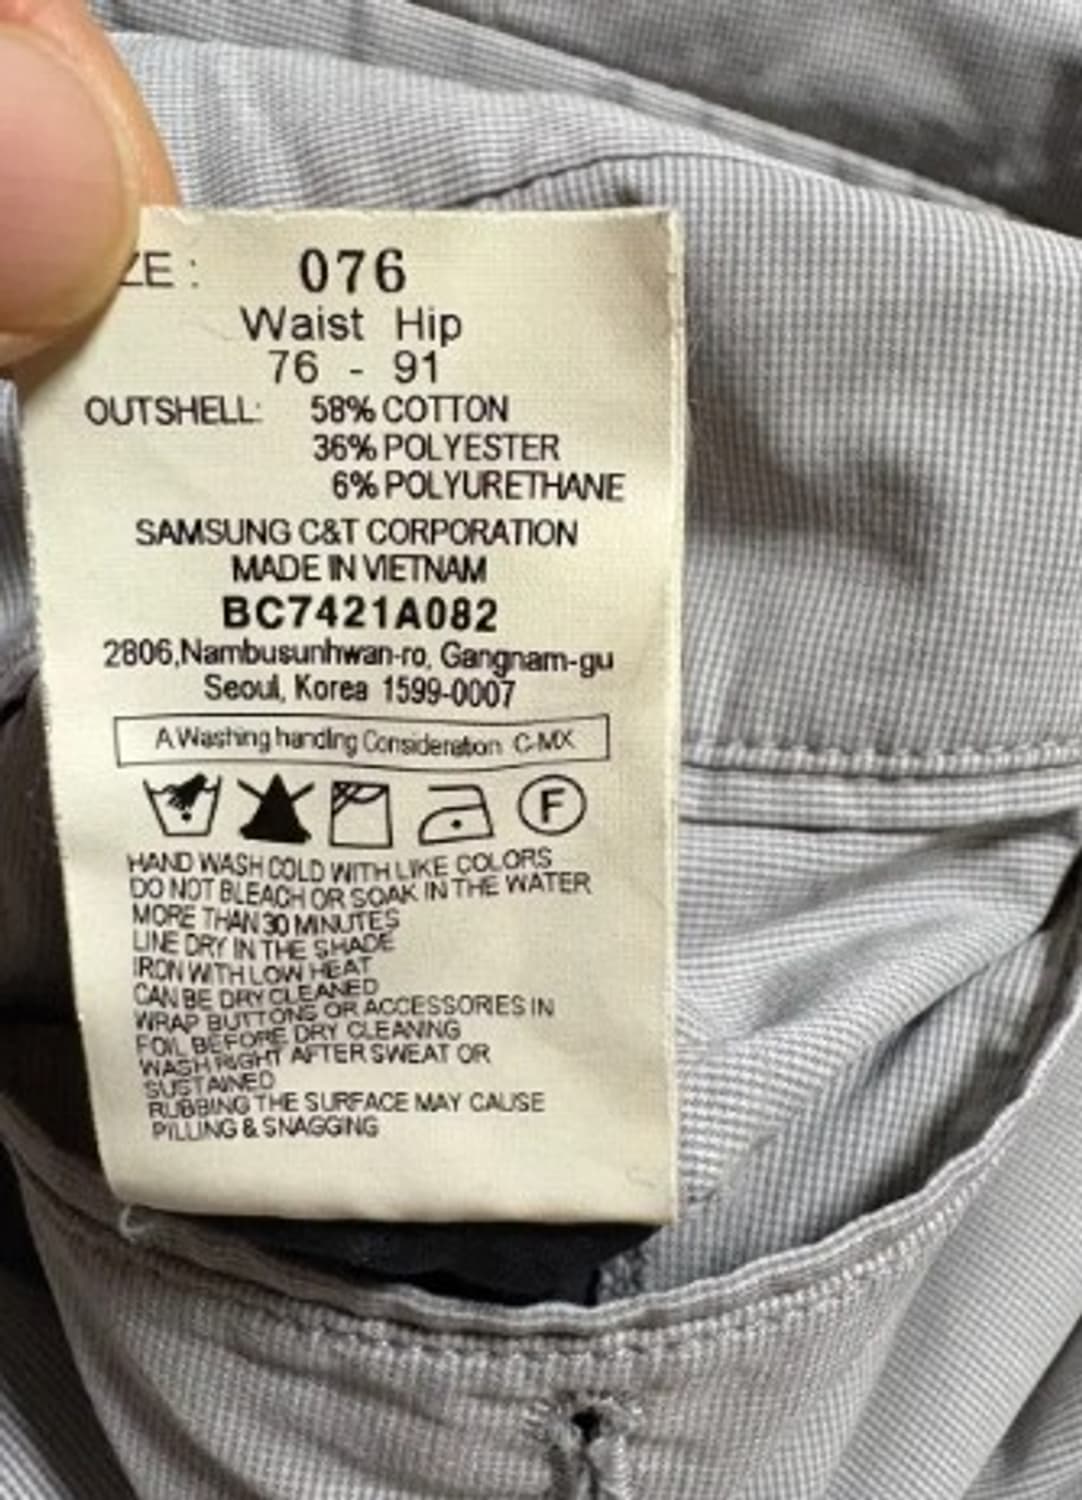 ZE : 076
Waist Hip
76 - 91
OUTSHELL: 58% COTTON
36% POLYESTER
6% POLYURETHANE
SAMSUNG C&T CORPORATION
MADE IN VIETNAM
BC7421A082
2806,Nambusunhwan-ro, Gangnam-gu
Seoul, Korea 1599-0007
A Washing handling Consideration C-MX
F
HAND WASH COLD WITH LIKE COLORS
DO NOT BLEACH OR SOAK IN THE WATER
MORE THAN 30 MINUTES
LINE DRY IN THE SHADE
IRON WITH LOW HEAT
CAN BE DRY CLEANED
WRAP BUTTONS OR ACCESSORIES IN
FOIL BEFORE DRY CLEANING
WASH RIGHT AFTER SWEAT OR
SUSTAINED
RUBBING THE SURFACE MAY CAUSE
PILLING & SNAGGING